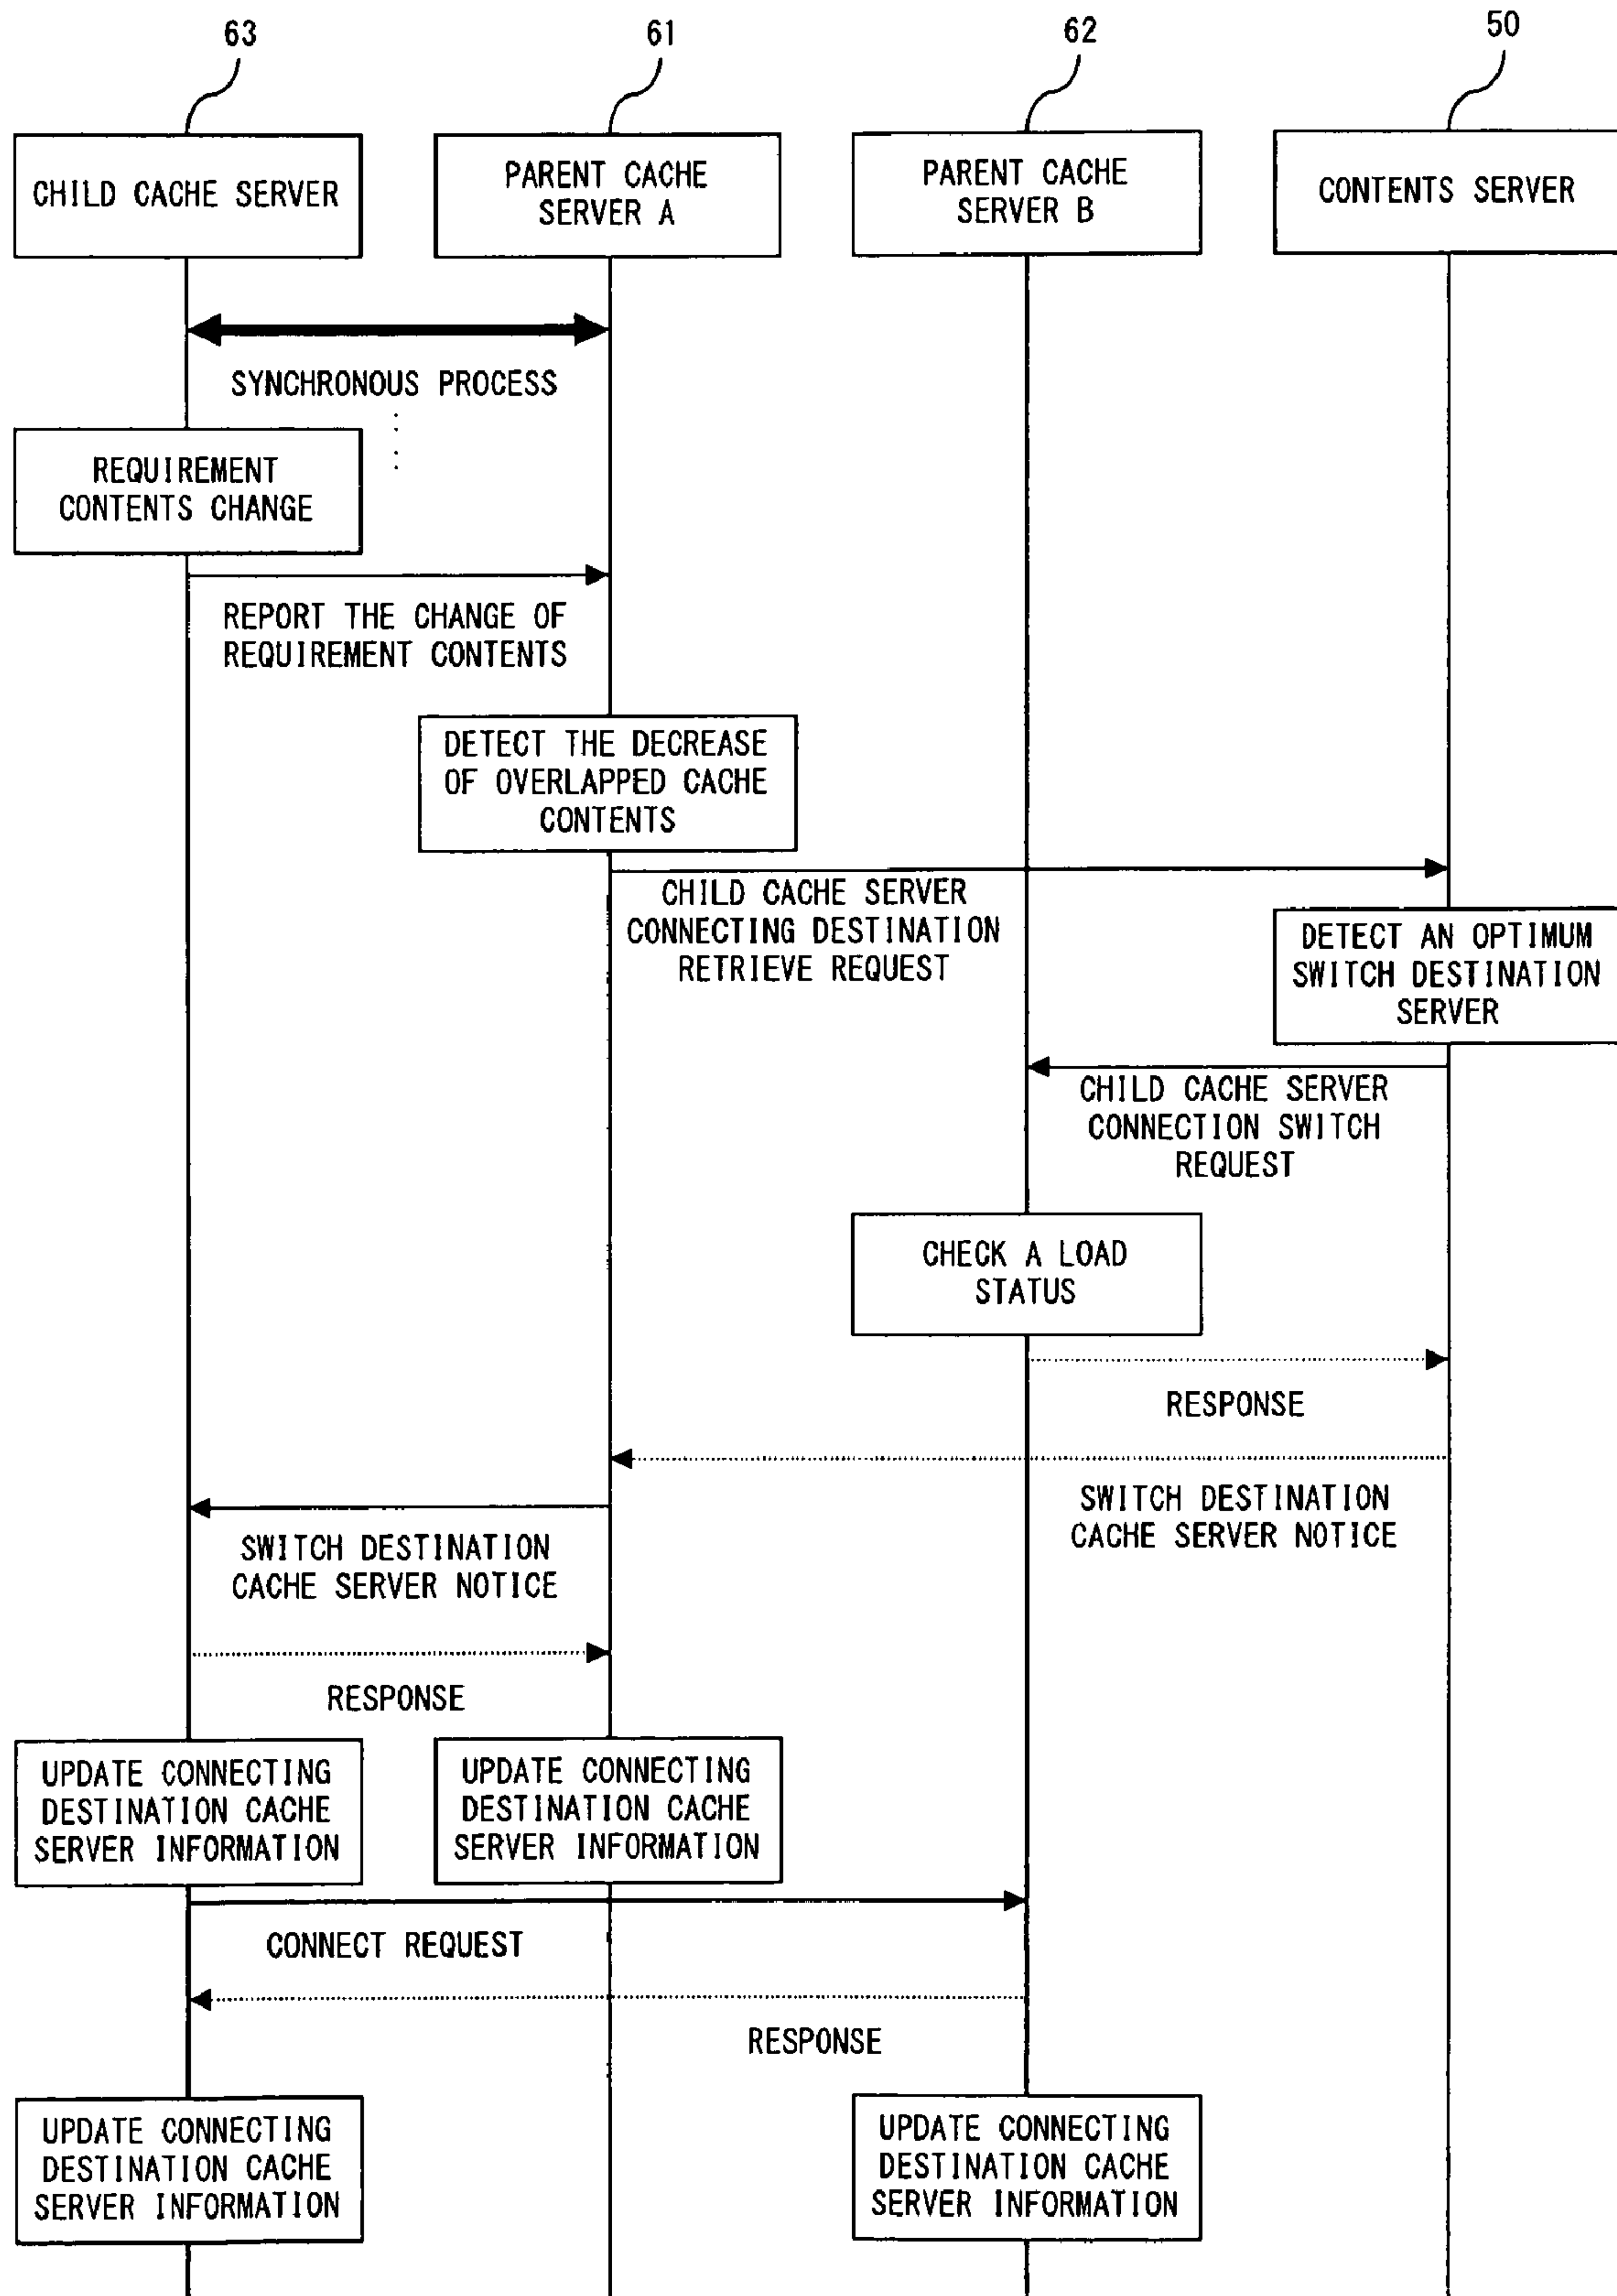 63
61
62
50
CHILD CACHE SERVER
PARENT CACHE
SERVER A
PARENT CACHE
SERVER B
CONTENTS SERVER
SYNCHRONOUS PROCESS
REQUIREMENT
CONTENTS CHANGE
REPORT THE CHANGE OF
REQUIREMENT CONTENTS
DETECT THE DECREASE
OF OVERLAPPED CACHE
CONTENTS
CHILD CACHE SERVER
CONNECTING DESTINATION
RETRIEVE REQUEST
DETECT AN OPTIMUM
SWITCH DESTINATION
SERVER
CHILD CACHE SERVER
CONNECTION SWITCH
REQUEST
CHECK A LOAD
STATUS
RESPONSE
SWITCH DESTINATION
CACHE SERVER NOTICE
SWITCH DESTINATION
CACHE SERVER NOTICE
RESPONSE
UPDATE CONNECTING
DESTINATION CACHE
SERVER INFORMATION
UPDATE CONNECTING
DESTINATION CACHE
SERVER INFORMATION
CONNECT REQUEST
RESPONSE
UPDATE CONNECTING
DESTINATION CACHE
SERVER INFORMATION
UPDATE CONNECTING
DESTINATION CACHE
SERVER INFORMATION